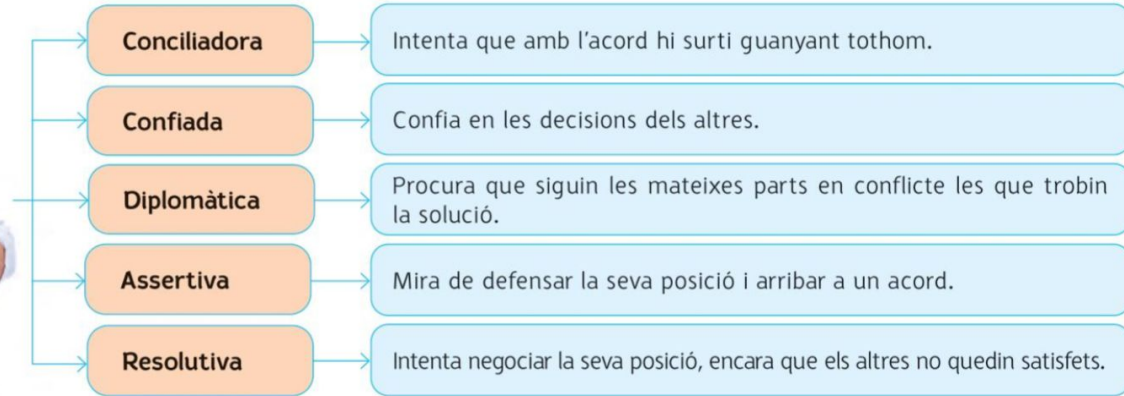 Conciliadora
Intenta que amb l'acord hi surti guanyant tothom.
Confiada
Confia en les decisions dels altres.
Diplomàtica
Procura que siguin les mateixes parts en conflicte les que trobin
la solució.
Assertiva
Mira de defensar la seva posició i arribar a un acord.
Resolutiva
Intenta negociar la seva posició, encara que els altres no quedin satisfets.